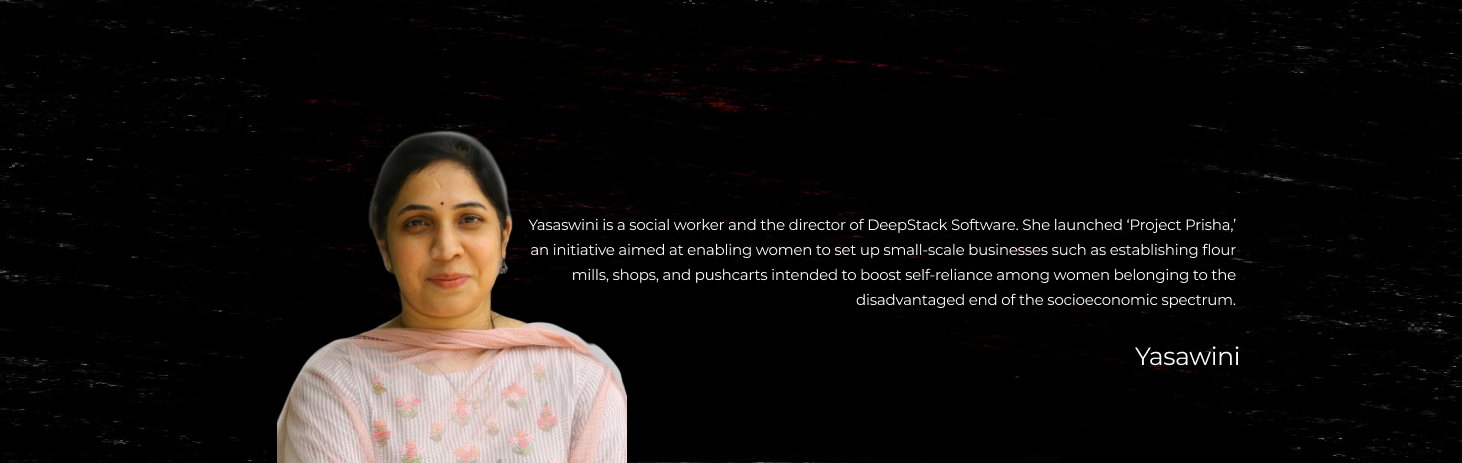 Yasaswini is a social worker and the director of DeepStack Software. She launched ‘Project Prisha,’
an initiative aimed at enabling women to set up small-scale businesses such as establishing flour
mills, shops, and pushcarts intended to boost self-reliance among women belonging to the
disadvantaged end of the socioeconomic spectrum.
Yasawini